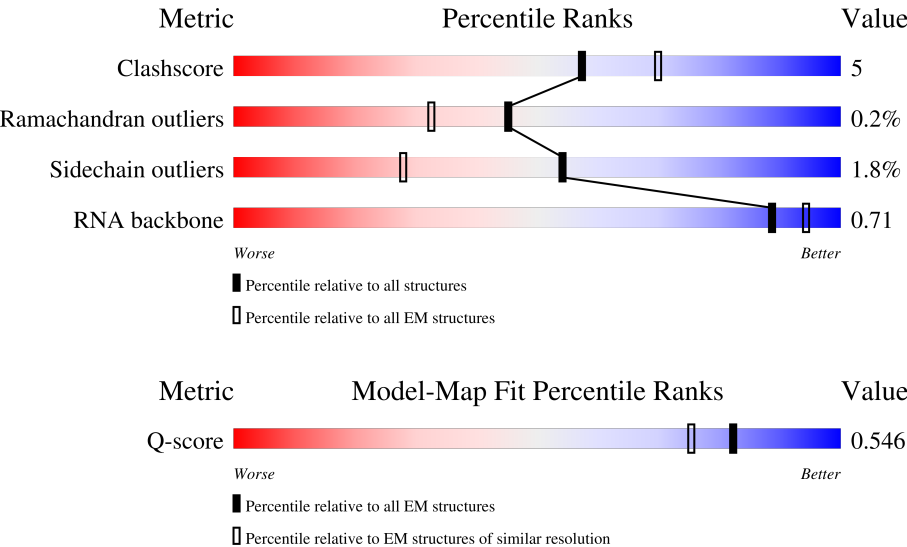 Metric Percentile Ranks Value
Clashscore 5
Ramachandran outliers 0.2%
Sidechain outliers 1.8%
RNA backbone 0.71
Worse Better
Percentile relative to all structures
Percentile relative to all EM structures
Metric Model-Map Fit Percentile Ranks Value
Q-score 0.546
Worse Better
Percentile relative to all EM structures
Percentile relative to EM structures of similar resolution